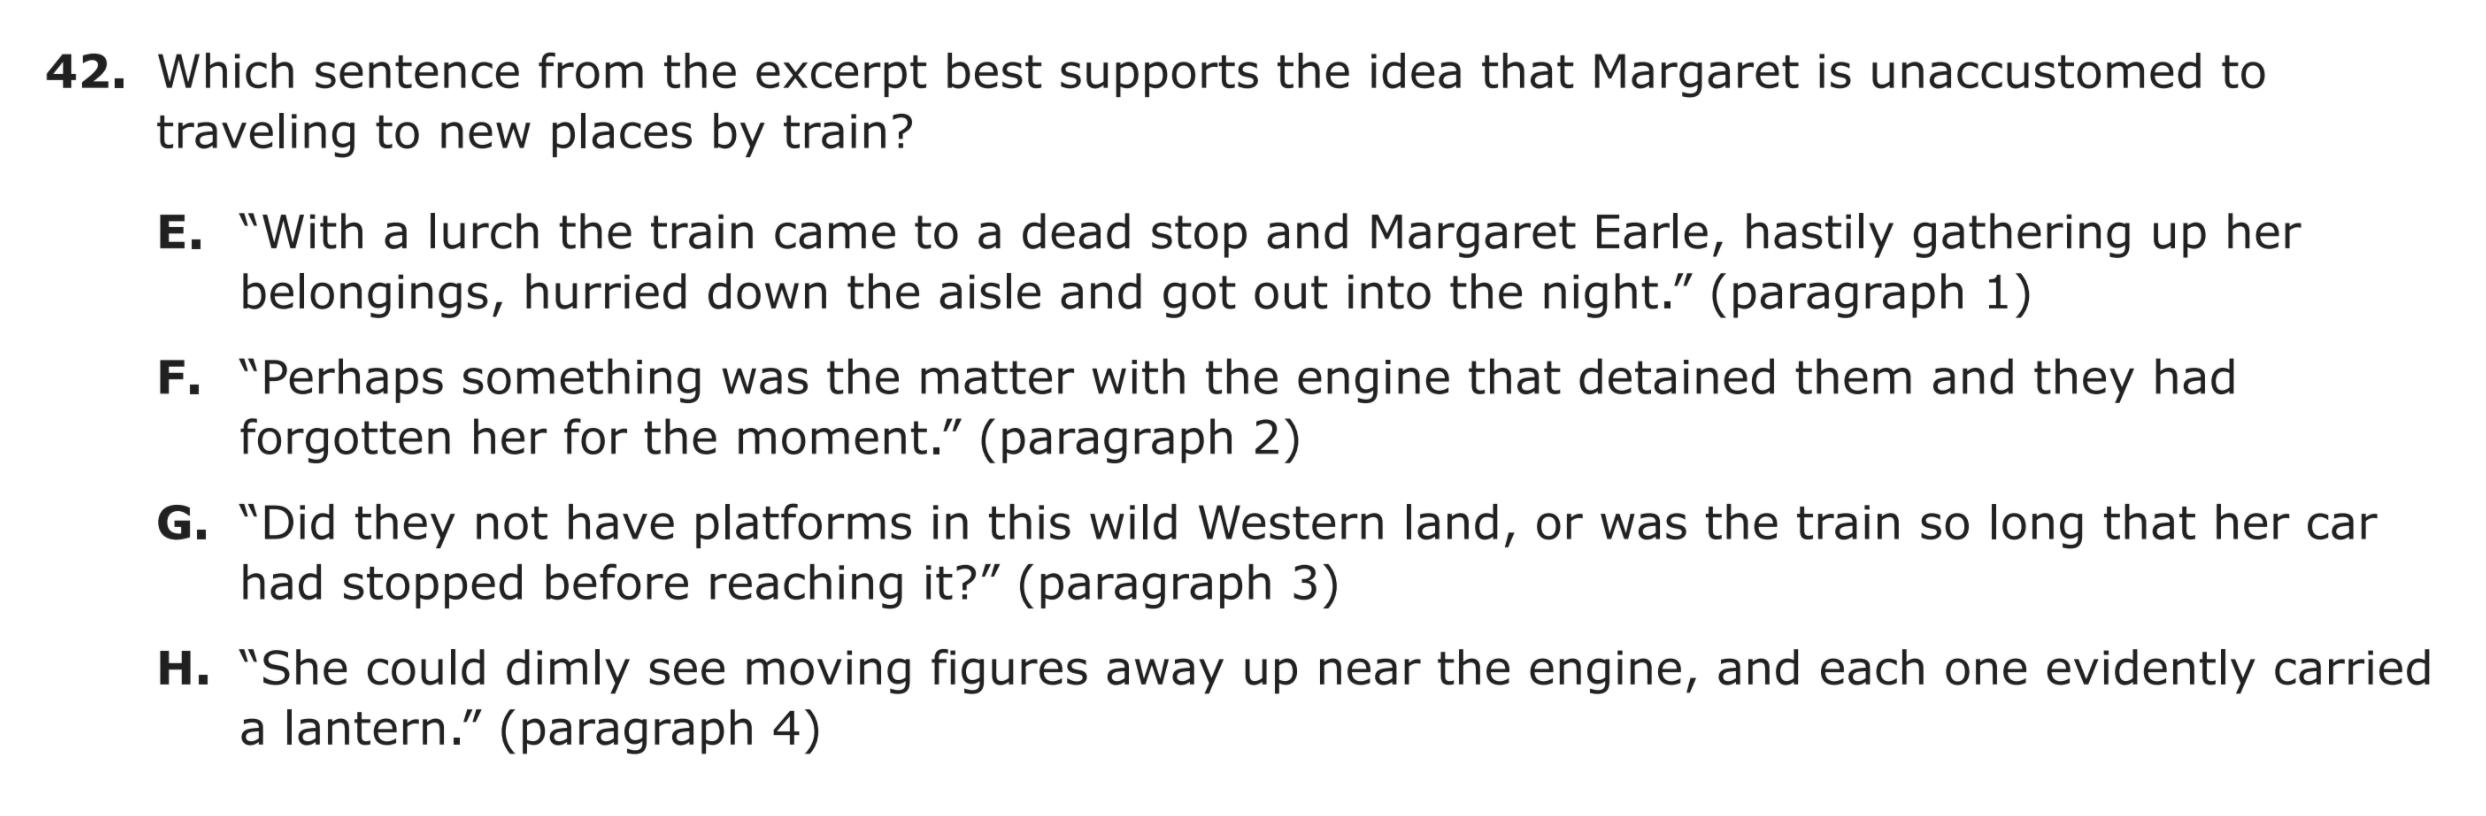 42. Which sentence from the excerpt best supports the idea that Margaret is unaccustomed to
traveling to new places by train?
E. “With a lurch the train came to a dead stop and Margaret Earle, hastily gathering up her
belongings, hurried down the aisle and got out into the night.” (paragraph 1)
F. “Perhaps something was the matter with the engine that detained them and they had
forgotten her for the moment.” (paragraph 2)
G. “Did they not have platforms in this wild Western land, or was the train so long that her car
had stopped before reaching it?” (paragraph 3)
H. “She could dimly see moving figures away up near the engine, and each one evidently carried
a lantern.” (paragraph 4)